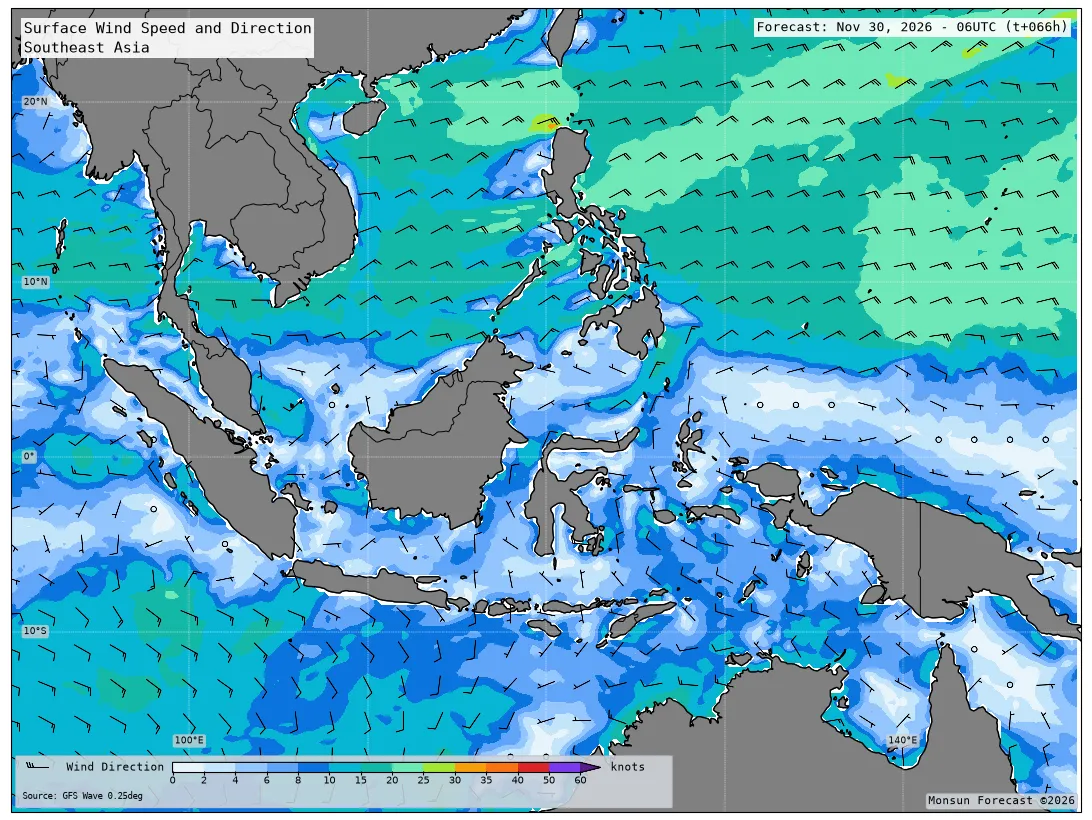 Surface Wind Speed and Direction
Southeast Asia
Forecast: Nov 30, 2026 - 06UTC (t+066h)
20°N
10°N
0°
10°S
100°E
140°E
Wind Direction
knots
0 2 4 6 8 10 15 20 25 30 40 50 60
Source: GFS Wave 0.25deg
Monsun Forecast ©2026